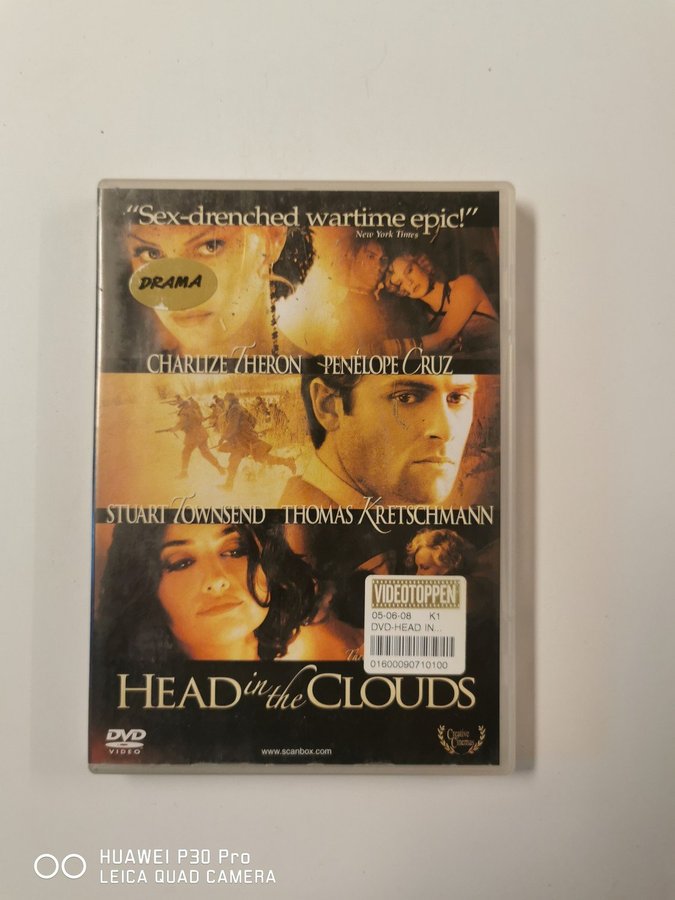 "Sex-drenched wartime epic!"
New York Times
DRAMA
CHARLIZE THERON PENÉLOPE CRUZ
STUART TOWNSEND THOMAS KRETSCHMANN
VIDEOTOPPEN
05-06-08 K1
DVD-HEAD IN...
01600090710100
HEAD in the CLOUDS
DVD
VIDEO
www.scanbox.com
Creative
Cinemas
HUAWEI P30 Pro
LEICA QUAD CAMERA